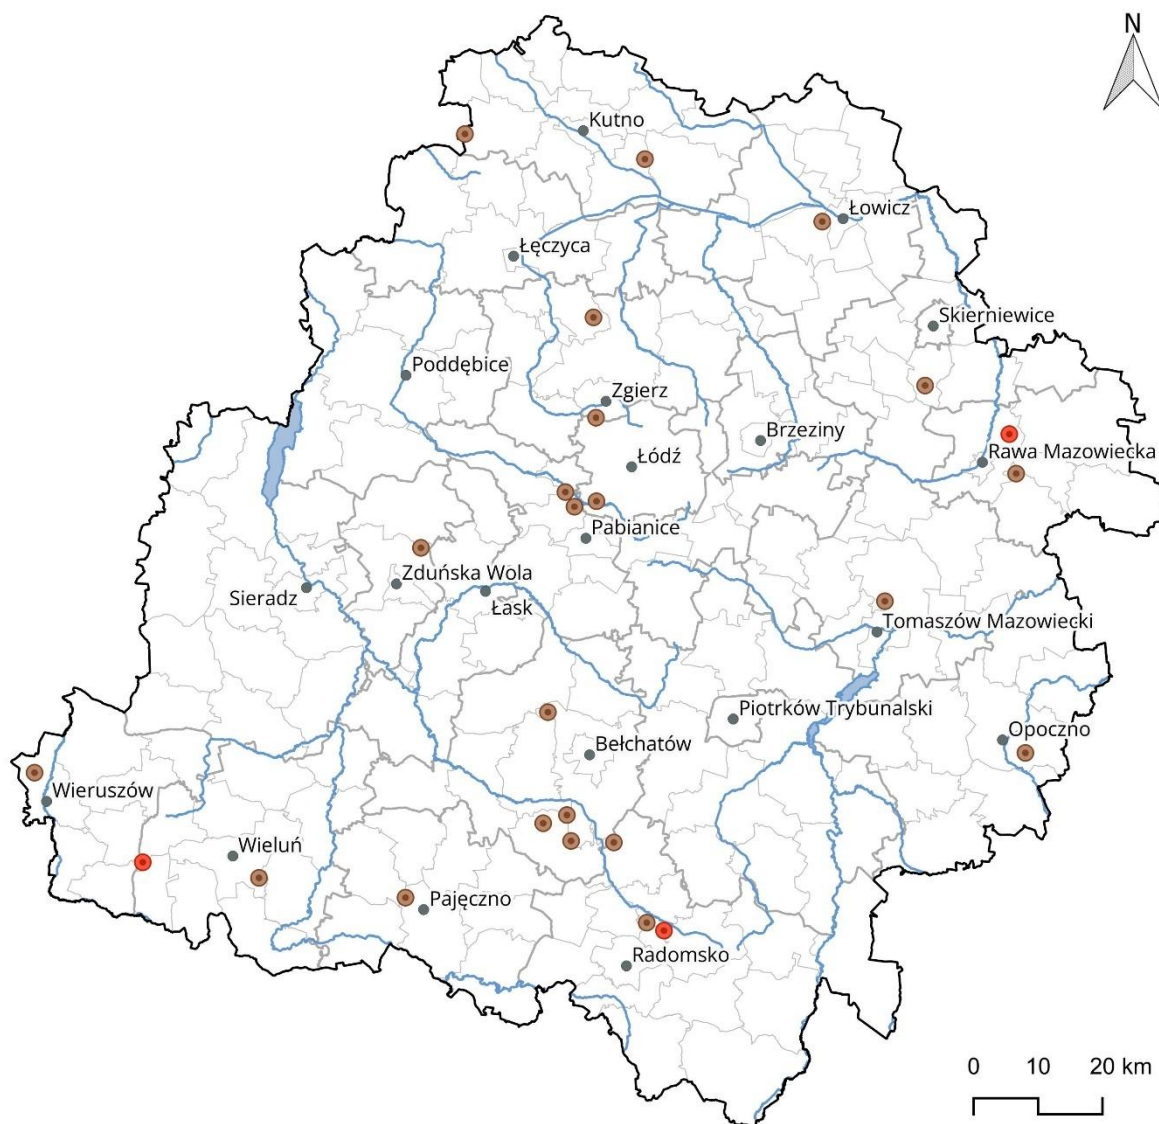 N
Kutno
Łowicz
Łęczyca
Skierniewice
Poddębice
Zgierz
Brzeziny
Rawa Mazowiecka
Łódź
Pabianice
Zduńska Wola
Sieradz
Łask
Tomaszów Mazowiecki
Piotrków Trybunalski
Opoczno
Bełchatów
Wieruszów
Wieluń
Pajęczno
Radomsko
0 10 20 km